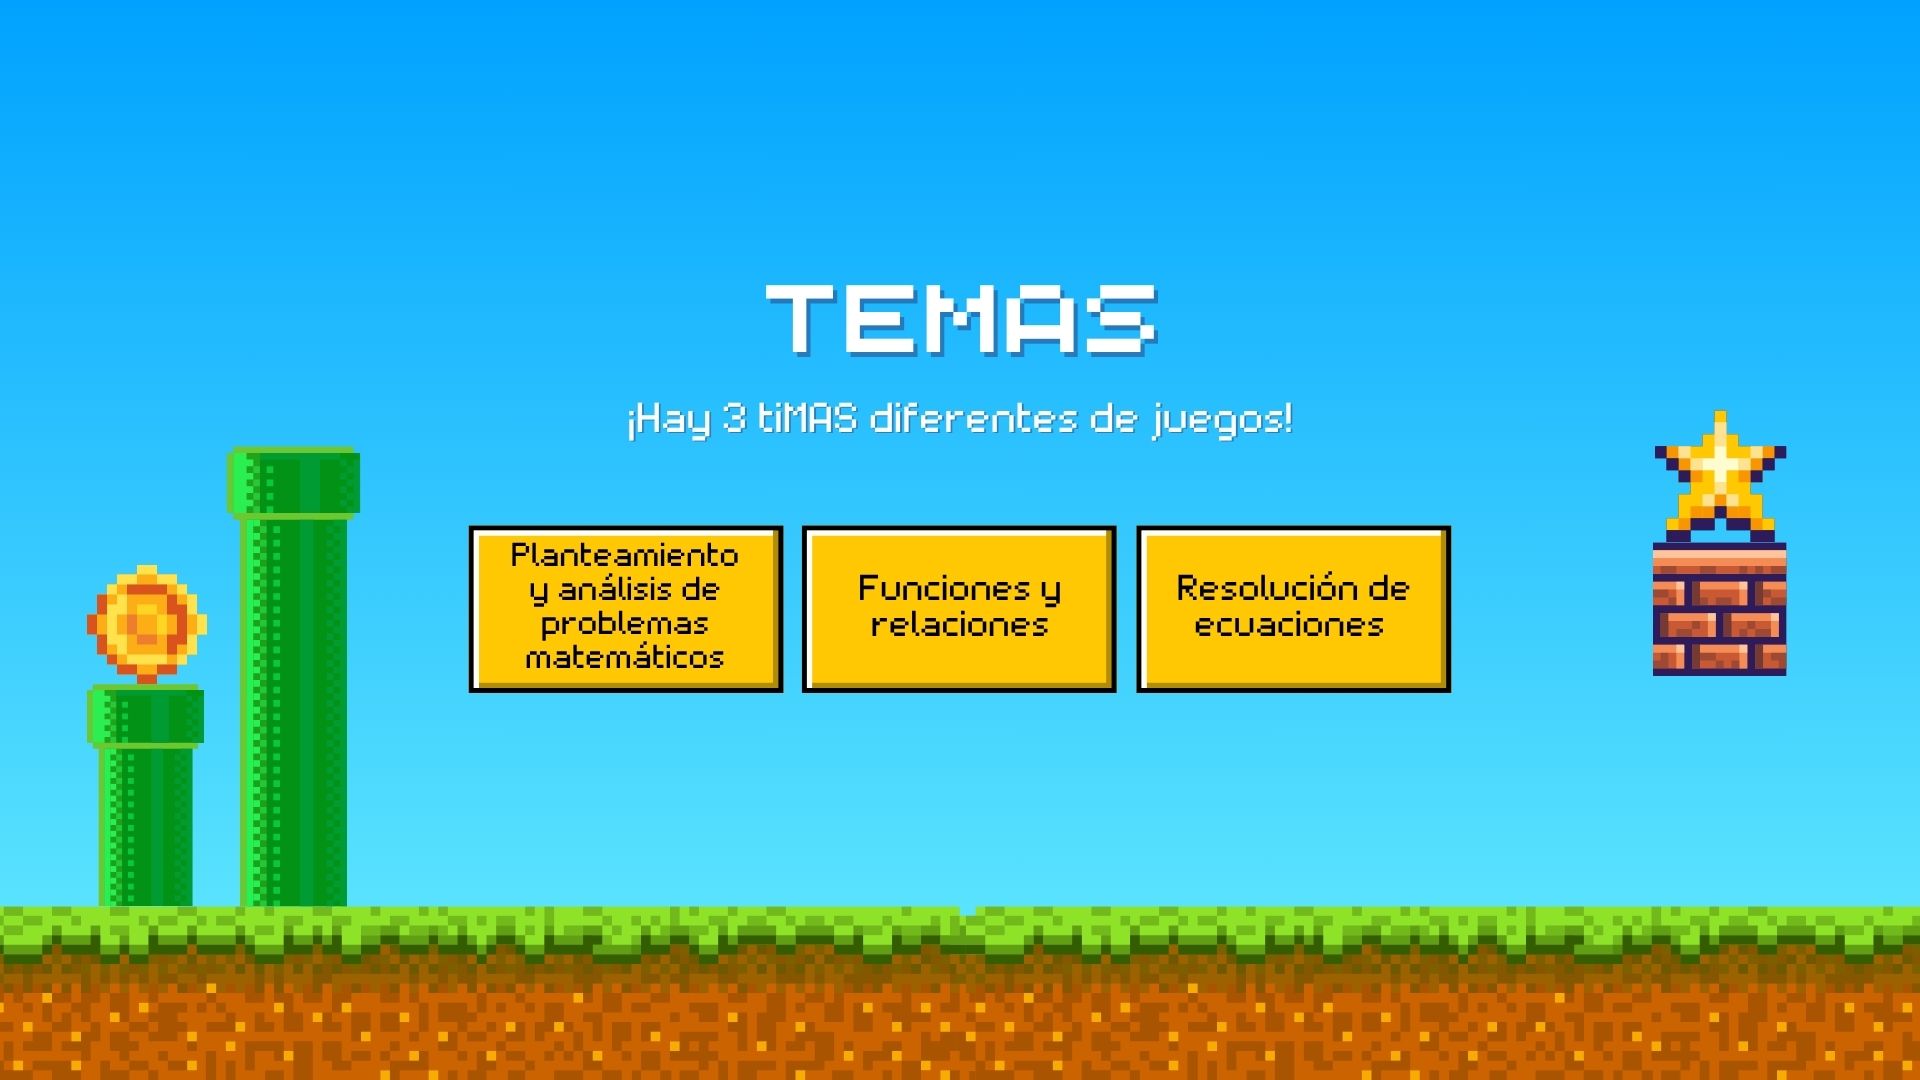 TEMAS
¡Hay 3 tiMAS diferentes de juegos!
Planteamiento
y análisis de
problemas
matemáticos
Funciones y
relaciones
Resolución de
ecuaciones